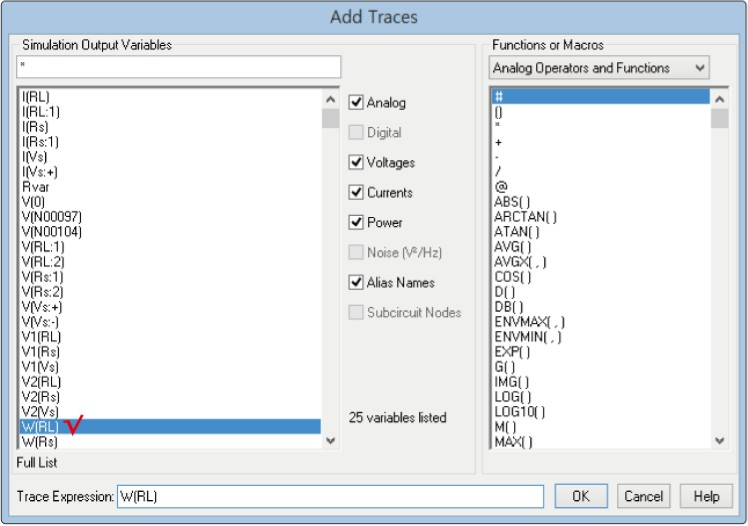 Add Traces
Simulation Output Variables
*
I(RL)
I(RL:1)
I(Rs)
I(Rs:1)
I(Vs)
I(Vs:+)
Rvar
V(0)
V(N00097)
V(N00104)
V(RL:1)
V(RL:2)
V(Rs:1)
V(Rs:2)
V(Vs:+)
V(Vs:-)
V1(RL)
V1(Rs)
V1(Vs)
V2(RL)
V2(Rs)
V2(Vs)
W(RL) √
W(Rs)
Full List
Analog
Digital
Voltages
Currents
Power
Noise (V²/Hz)
Alias Names
Subcircuit Nodes
25 variables listed
Functions or Macros
Analog Operators and Functions
#
()
*
+
-
/
@
ABS( )
ARCTAN( )
ATAN( )
AVG( )
AVGX( , )
COS( )
D( )
DB( )
ENVMAX( , )
ENVMIN( , )
EXP( )
G( )
IMG( )
LOG( )
LOG10( )
M( )
MAX( )
Trace Expression: W(RL)
OK Cancel Help